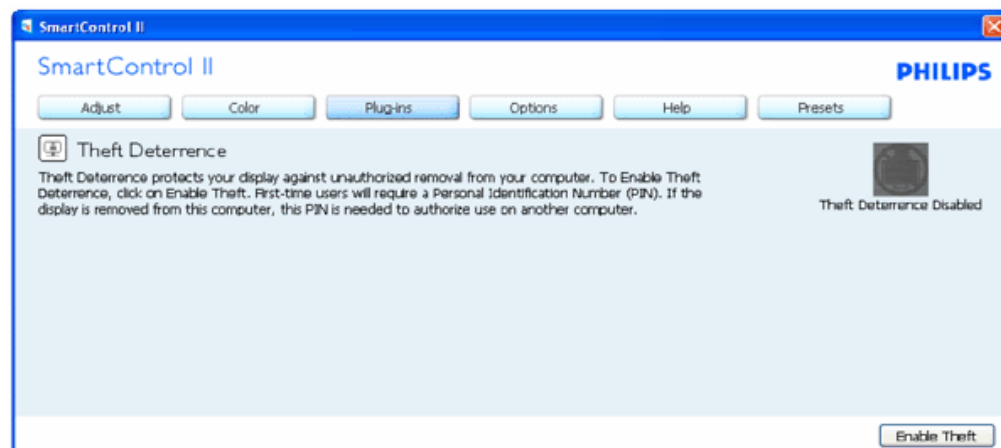 SmartControl II
SmartControl II
PHILIPS
Adjust Color Plug-ins Options Help Presets
Theft Deterrence
Theft Deterrence protects your display against unauthorized removal from your computer. To Enable Theft
Deterrence, click on Enable Theft. First-time users will require a Personal Identification Number (PIN). If the
display is removed from this computer, this PIN is needed to authorize use on another computer.
Theft Deterrence Disabled
Enable Theft